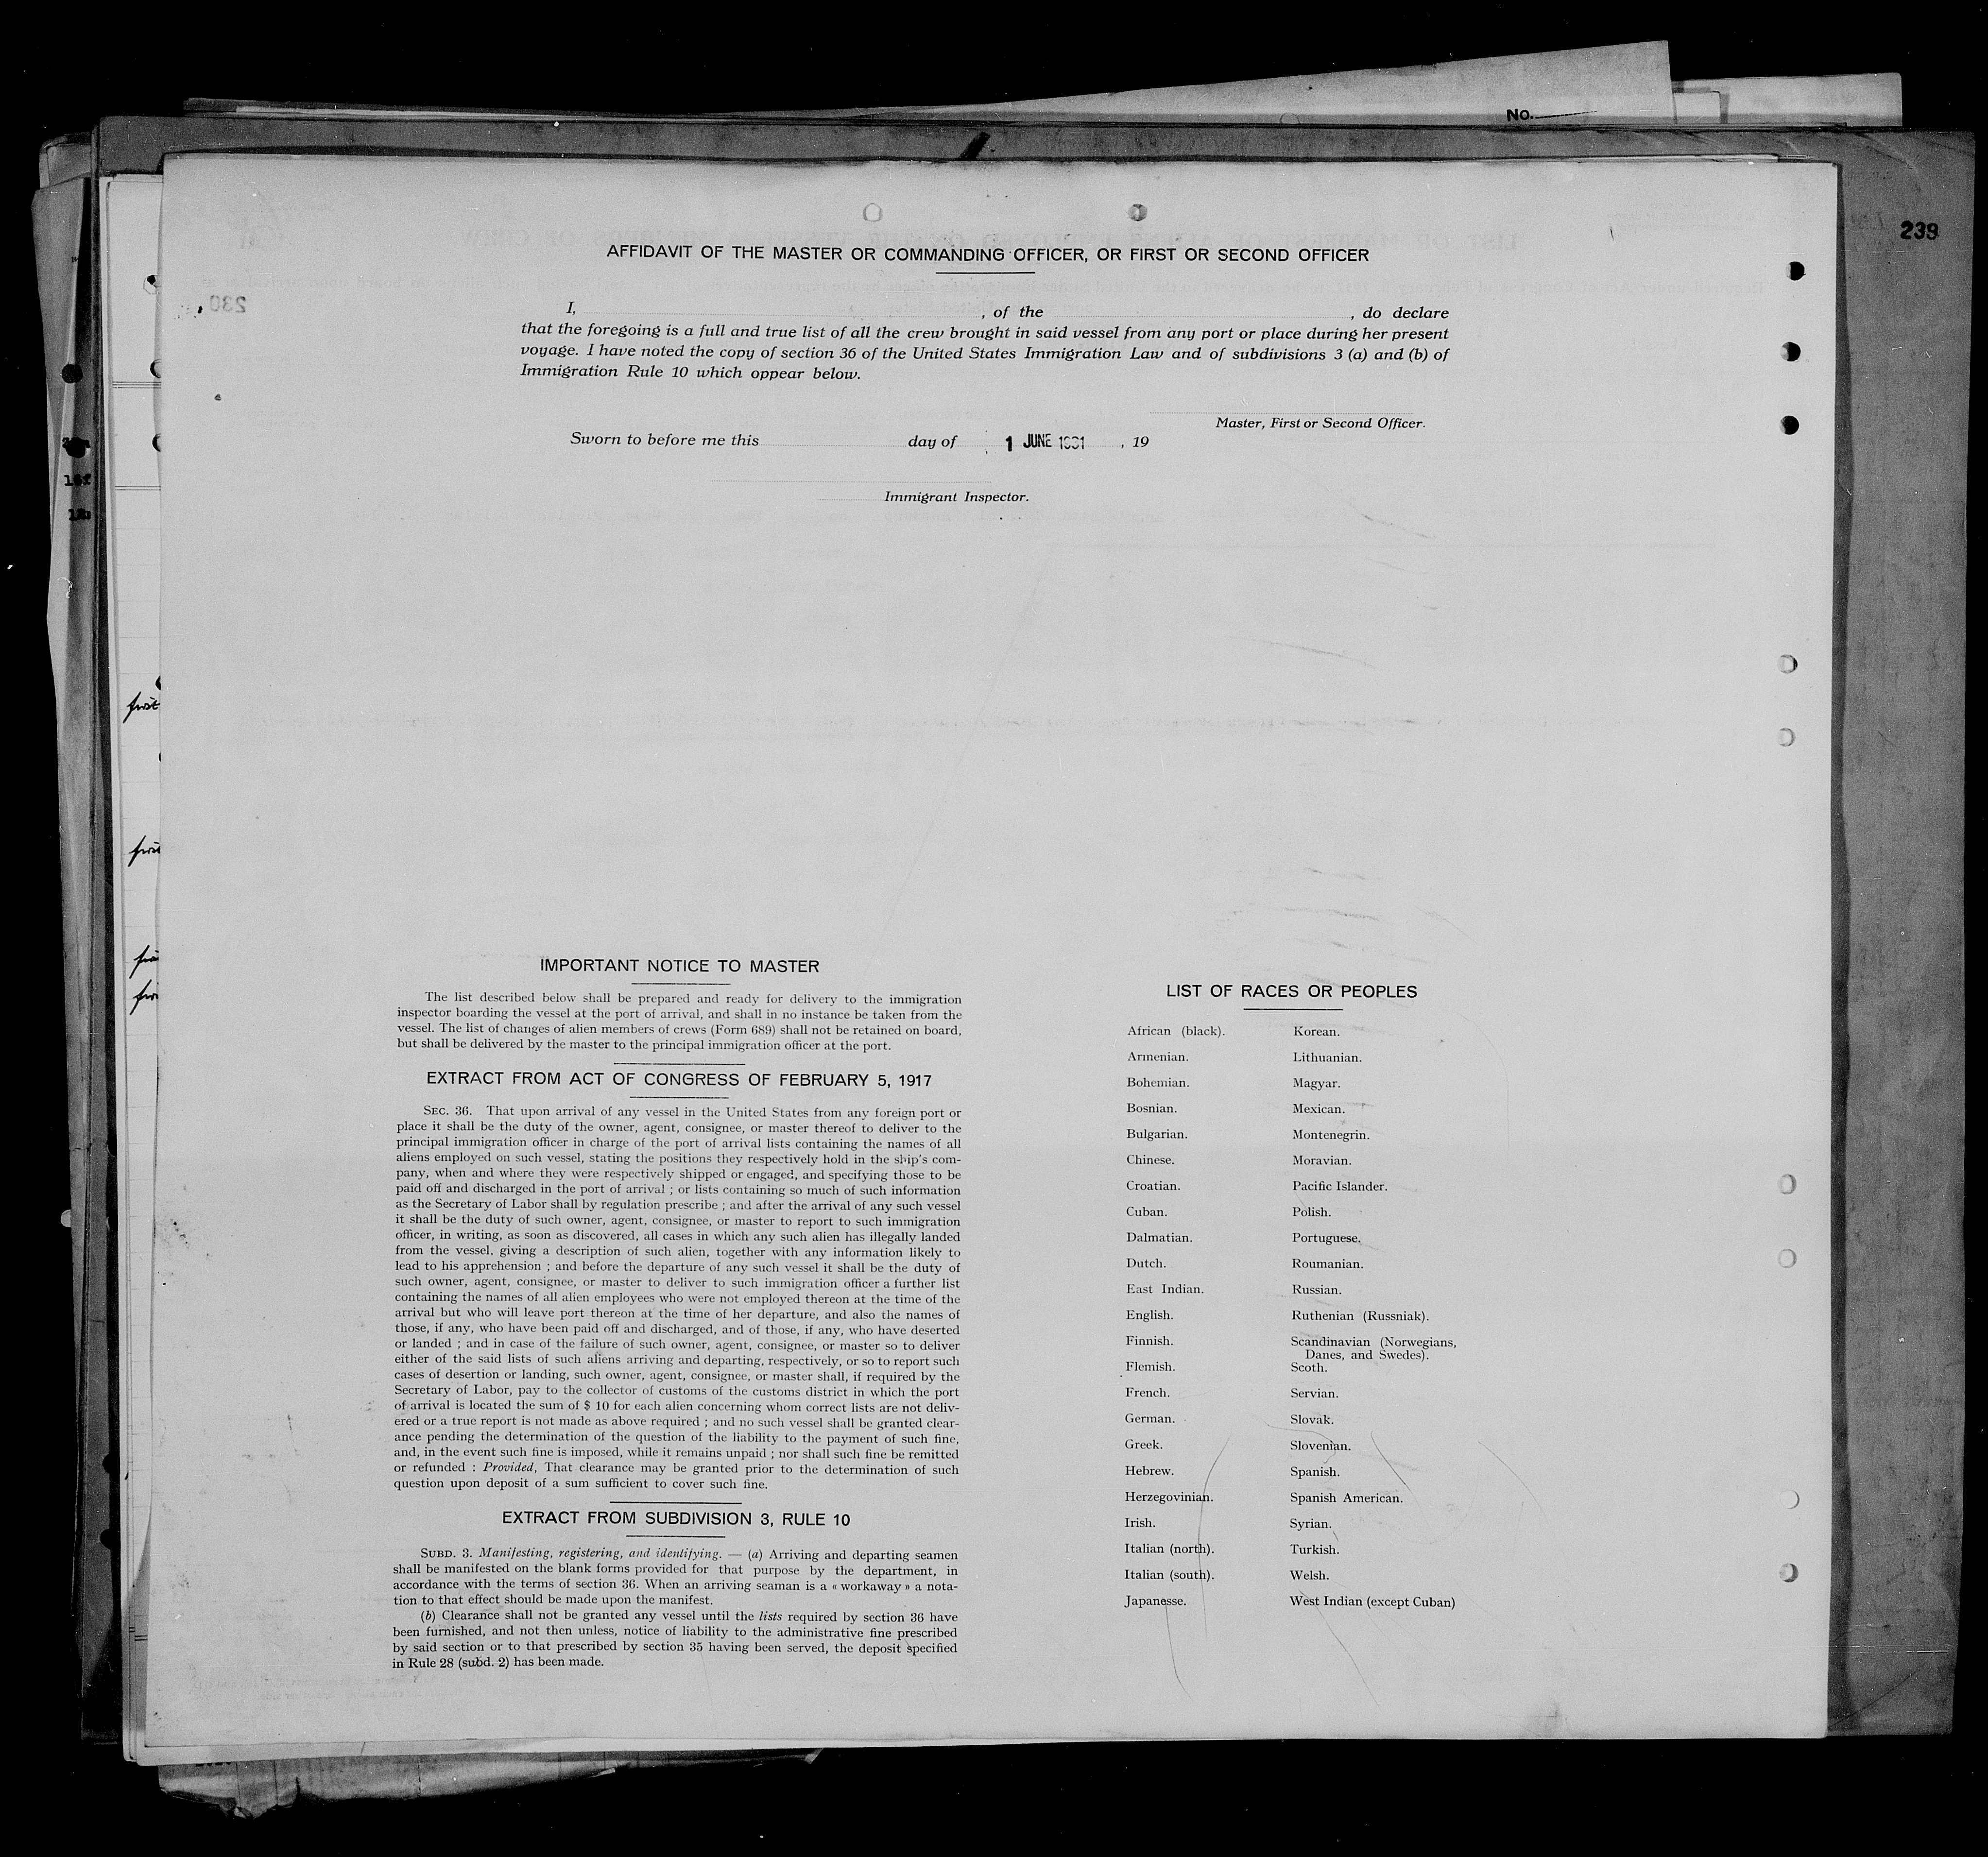 No.
239
AFFIDAVIT OF THE MASTER OR COMMANDING OFFICER, OR FIRST OR SECOND OFFICER
I, , of the , do declare
that the foregoing is a full and true list of all the crew brought in said vessel from any port or place during her present
voyage. I have noted the copy of section 36 of the United States Immigration Law and of subdivisions 3 (a) and (b) of
Immigration Rule 10 which oppear below.
Master, First or Second Officer.
Sworn to before me this day of 1 JUNE 1931 , 19
Immigrant Inspector.
first
IMPORTANT NOTICE TO MASTER
The list described below shall be prepared and ready for delivery to the immigration
inspector boarding the vessel at the port of arrival, and shall in no instance be taken from the
vessel. The list of changes of alien members of crews (Form 689) shall not be retained on board,
but shall be delivered by the master to the principal immigration officer at the port.
EXTRACT FROM ACT OF CONGRESS OF FEBRUARY 5, 1917
SEC. 36. That upon arrival of any vessel in the United States from any foreign port or
place it shall be the duty of the owner, agent, consignee, or master thereof to deliver to the
principal immigration officer in charge of the port of arrival lists containing the names of all
aliens employed on such vessel, stating the positions they respectively hold in the ship's com-
pany, when and where they were respectively shipped or engaged, and specifying those to be
paid off and discharged in the port of arrival ; or lists containing so much of such information
as the Secretary of Labor shall by regulation prescribe ; and after the arrival of any such vessel
it shall be the duty of such owner, agent, consignee, or master to report to such immigration
officer, in writing, as soon as discovered, all cases in which any such alien has illegally landed
from the vessel, giving a description of such alien, together with any information likely to
lead to his apprehension ; and before the departure of any such vessel it shall be the duty of
such owner, agent, consignee, or master to deliver to such immigration officer a further list
containing the names of all alien employees who were not employed thereon at the time of the
arrival but who will leave port thereon at the time of her departure, and also the names of
those, if any, who have been paid off and discharged, and of those, if any, who have deserted
or landed ; and in case of the failure of such owner, agent, consignee, or master so to deliver
either of the said lists of such aliens arriving and departing, respectively, or so to report such
cases of desertion or landing, such owner, agent, consignee, or master shall, if required by the
Secretary of Labor, pay to the collector of customs of the customs district in which the port
of arrival is located the sum of $ 10 for each alien concerning whom correct lists are not deliv-
ered or a true report is not made as above required ; and no such vessel shall be granted clear-
ance pending the determination of the question of the liability to the payment of such fine,
and, in the event such fine is imposed, while it remains unpaid ; nor shall such fine be remitted
or refunded : Provided, That clearance may be granted prior to the determination of such
question upon deposit of a sum sufficient to cover such fine.
EXTRACT FROM SUBDIVISION 3, RULE 10
SUBD. 3. Manifesting, registering, and identifying. — (a) Arriving and departing seamen
shall be manifested on the blank forms provided for that purpose by the department, in
accordance with the terms of section 36. When an arriving seaman is a « workaway » a nota-
tion to that effect should be made upon the manifest.
(b) Clearance shall not be granted any vessel until the lists required by section 36 have
been furnished, and not then unless, notice of liability to the administrative fine prescribed
by said section or to that prescribed by section 35 having been served, the deposit specified
in Rule 28 (subd. 2) has been made.
LIST OF RACES OR PEOPLES
African (black).
Armenian.
Bohemian.
Bosnian.
Bulgarian.
Chinese.
Croatian.
Cuban.
Dalmatian.
Dutch.
East Indian.
English.
Finnish.
Flemish.
French.
German.
Greek.
Hebrew.
Herzegovinian.
Irish.
Italian (north).
Italian (south).
Japanesse.
Korean.
Lithuanian.
Magyar.
Mexican.
Montenegrin.
Moravian.
Pacific Islander.
Polish.
Portuguese.
Roumanian.
Russian.
Ruthenian (Russniak).
Scandinavian (Norwegians,
Danes, and Swedes).
Scoth.
Servian.
Slovak.
Slovenian.
Spanish.
Spanish American.
Syrian.
Turkish.
Welsh.
West Indian (except Cuban)